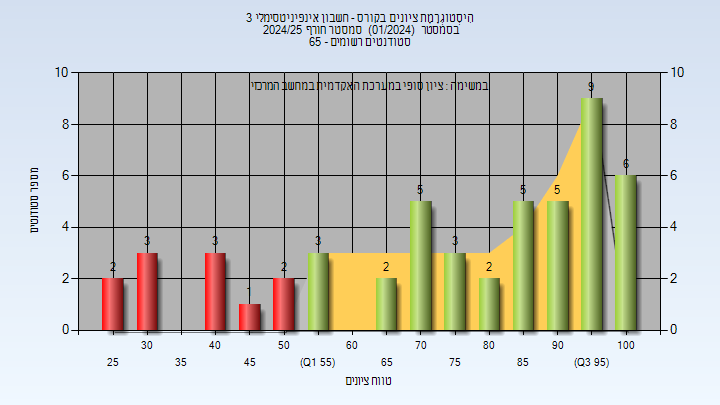 היסטוגרמת ציונים בקורס - חשבון אינפיניטסימלי 3
בסמסטר (01/2024) סמסטר חורף 2024/25
סטודנטים רשומים - 65
במשימה : ציון סופי במערכת האקדמית במחשב המרכזי
מספר סטודנטים
10 10
8 8
6 6
4 4
2 2
0 0
2 3 3 1 2 3 2 5 3 2 5 5 9 6
30 40 50 60 70 80 90 100
25 35 45 (Q1 55) 65 75 85 (Q3 95)
טווח ציונים